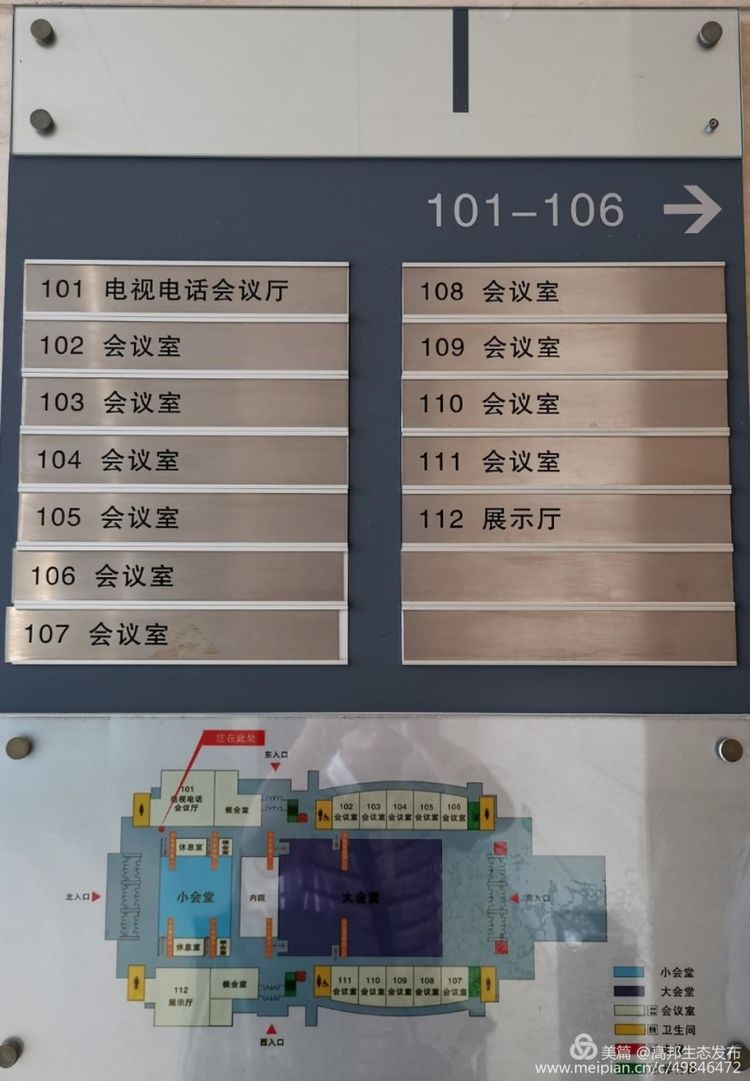 101-106
101 电视电话会议厅
102 会议室
103 会议室
104 会议室
105 会议室
106 会议室
107 会议室
108 会议室
109 会议室
110 会议室
111 会议室
112 展示厅
您在此处
东入口
101
电视电话
会议厅
候会室
102
会议室
103
会议室
104
会议室
105
会议室
106
会议室
休息室
北入口
小会堂
内院
大会堂
南入口
休息室
112
展示厅
候会室
111
会议室
110
会议室
109
会议室
108
会议室
107
会议室
西入口
小会堂
大会堂
会议室
卫生间
美篇 @高邦生态发布
www.meipian.cn/c/49846472